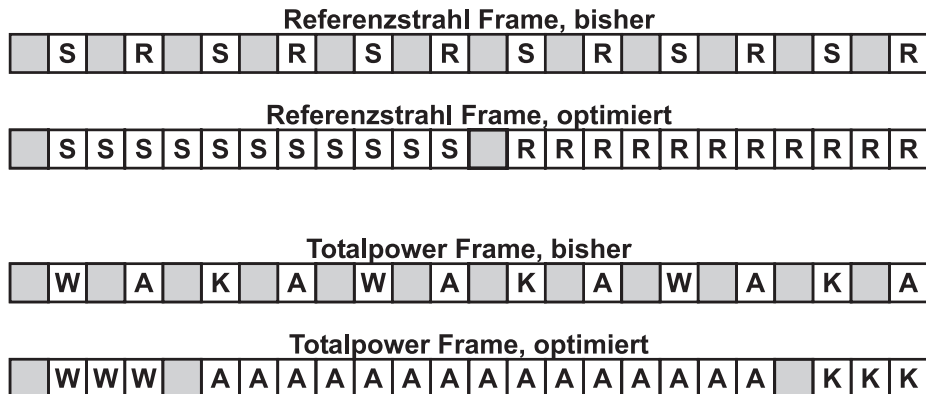 Referenzstrahl Frame, bisher
S R S R S R S R S R S R
Referenzstrahl Frame, optimiert
S S S S S S S S S S S R R R R R R R R R R R
Totalpower Frame, bisher
W A K A W A K A W A K A
Totalpower Frame, optimiert
W W W A A A A A A A A A A A A A A A K K K